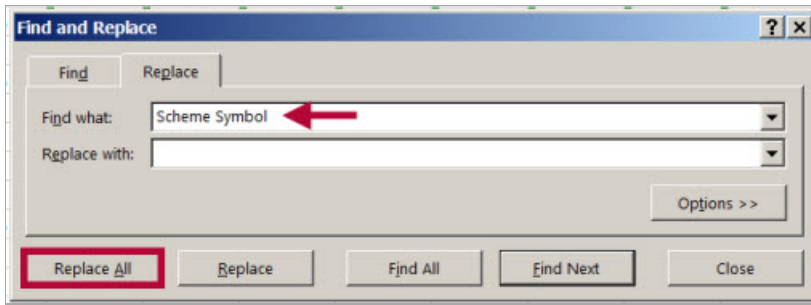 Find and Replace ? ×
Find Replace
Find what: Scheme Symbol
Replace with:
Options >>
Replace All Replace Find All Find Next Close